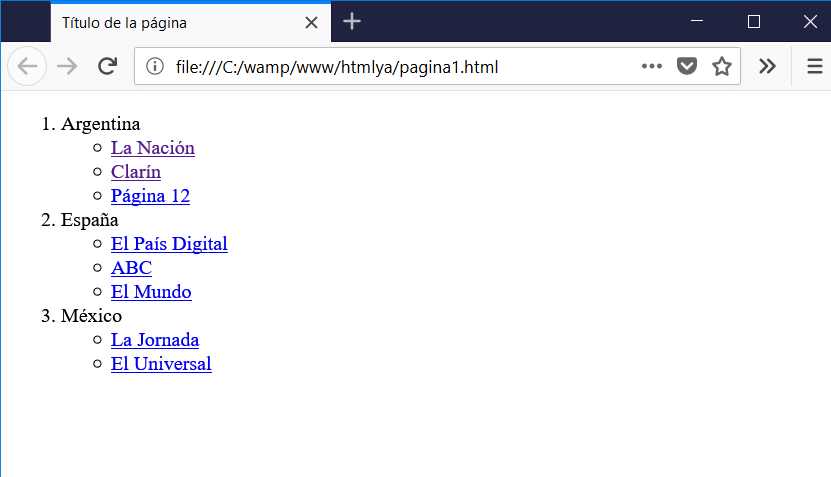 Título de la página
file:///C:/wamp/www/htmlya/pagina1.html
1. Argentina
La Nación
Clarín
Página 12
2. España
El País Digital
ABC
El Mundo
3. México
La Jornada
El Universal